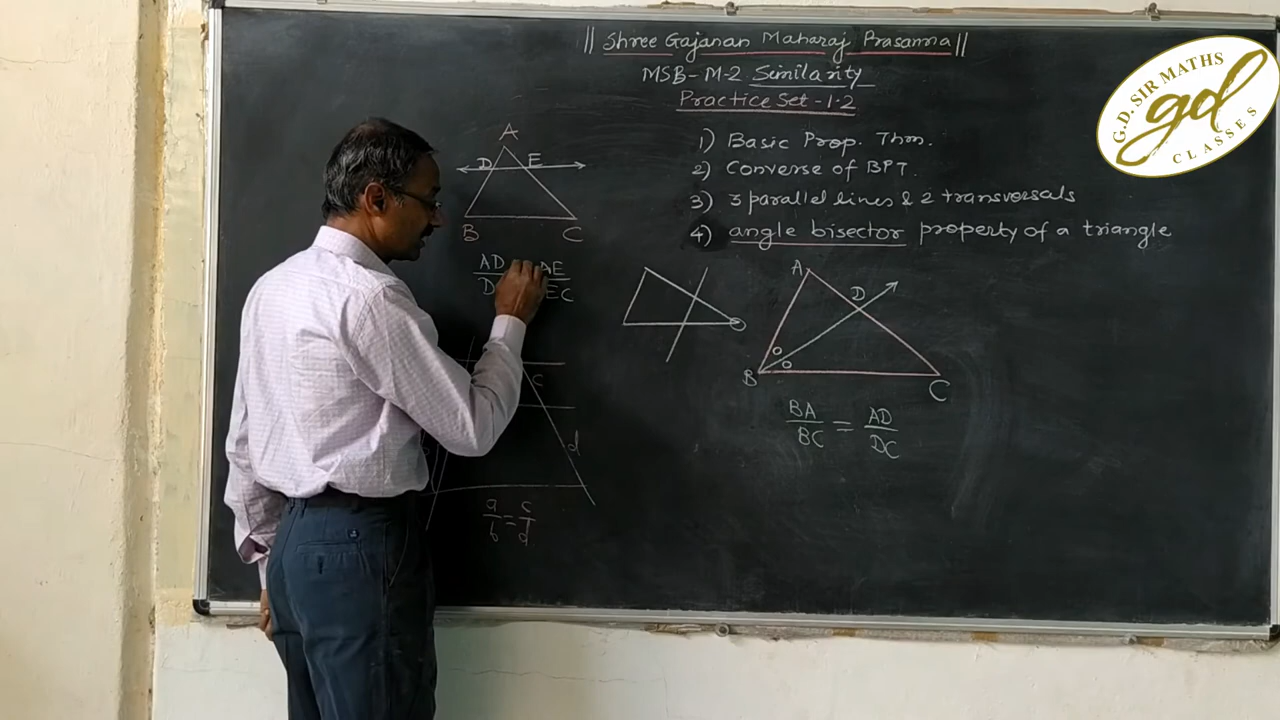 || Shree Gajanan Maharaj Prasanna ||
MSB-M-2 Similarity
Practice Set-1.2
1) Basic Prop. Thm.
2) Converse of BPT.
3) 3 parallel lines & 2 transversals
4) angle bisector property of a triangle
A
D E
B C
AD AE
D EC
c
d
a/b = c/d
A
D
B
C
BA/BC = AD/DC
G.D. SIR MATHS
gd
CLASSES